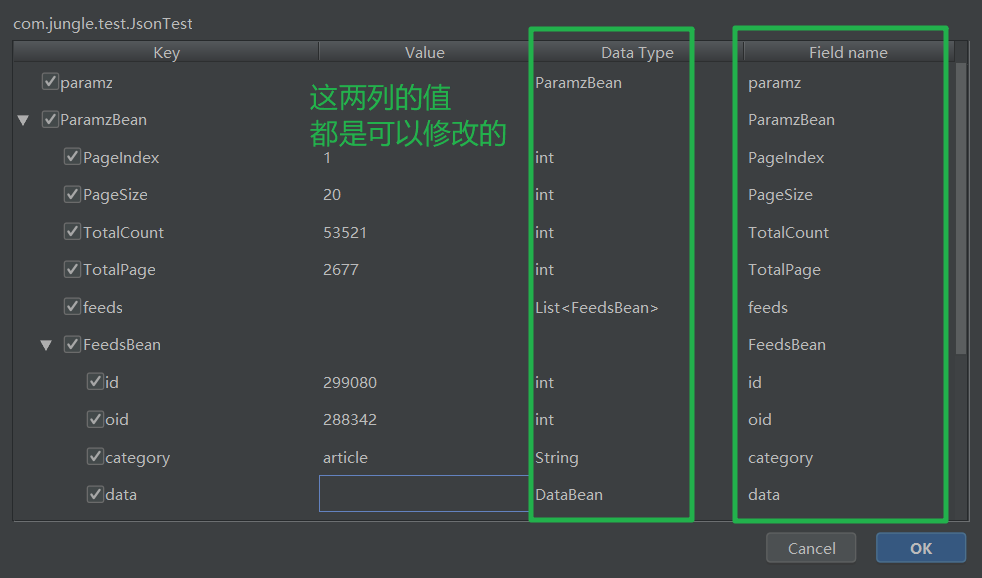 com.jungle.test.JsonTest
Key Value Data Type Field name
paramz ParamzBean paramz
这两列的值
ParamzBean ParamzBean
都是可以修改的
PageIndex 1 int PageIndex
PageSize 20 int PageSize
TotalCount 53521 int TotalCount
TotalPage 2677 int TotalPage
feeds List<FeedsBean> feeds
FeedsBean FeedsBean
id 299080 int id
oid 288342 int oid
category article String category
data DataBean data
Cancel OK